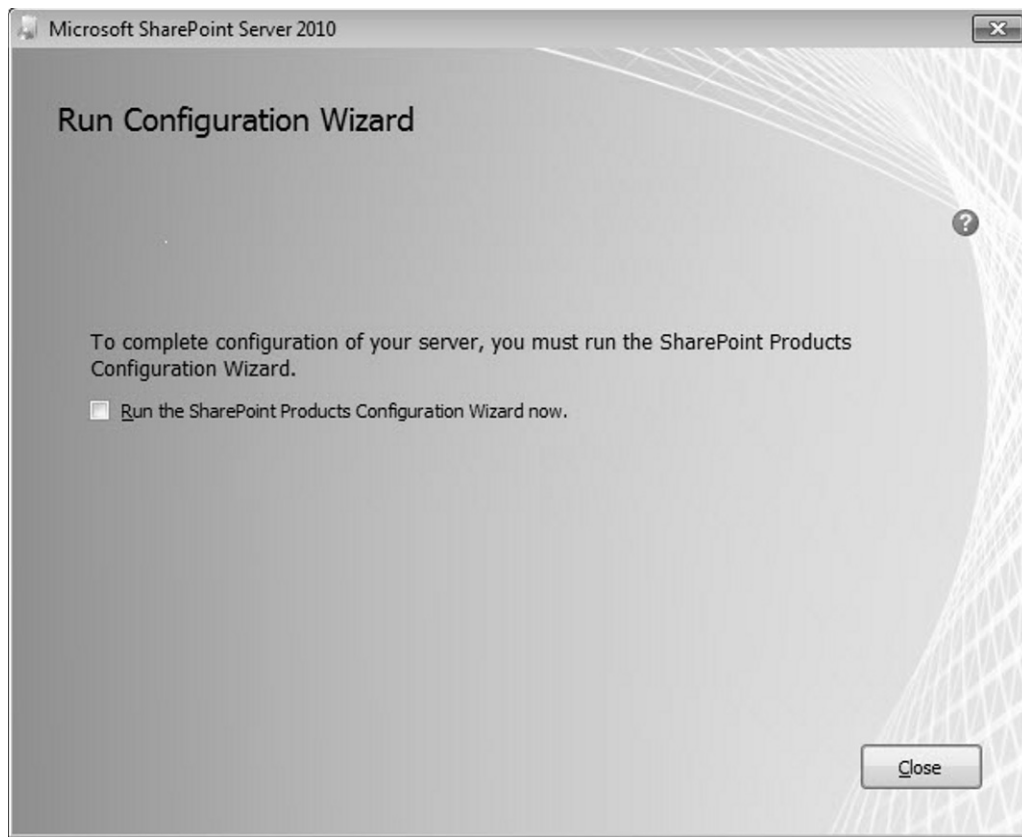 Microsoft SharePoint Server 2010
Run Configuration Wizard
?
To complete configuration of your server, you must run the SharePoint Products
Configuration Wizard.
Run the SharePoint Products Configuration Wizard now.
Close